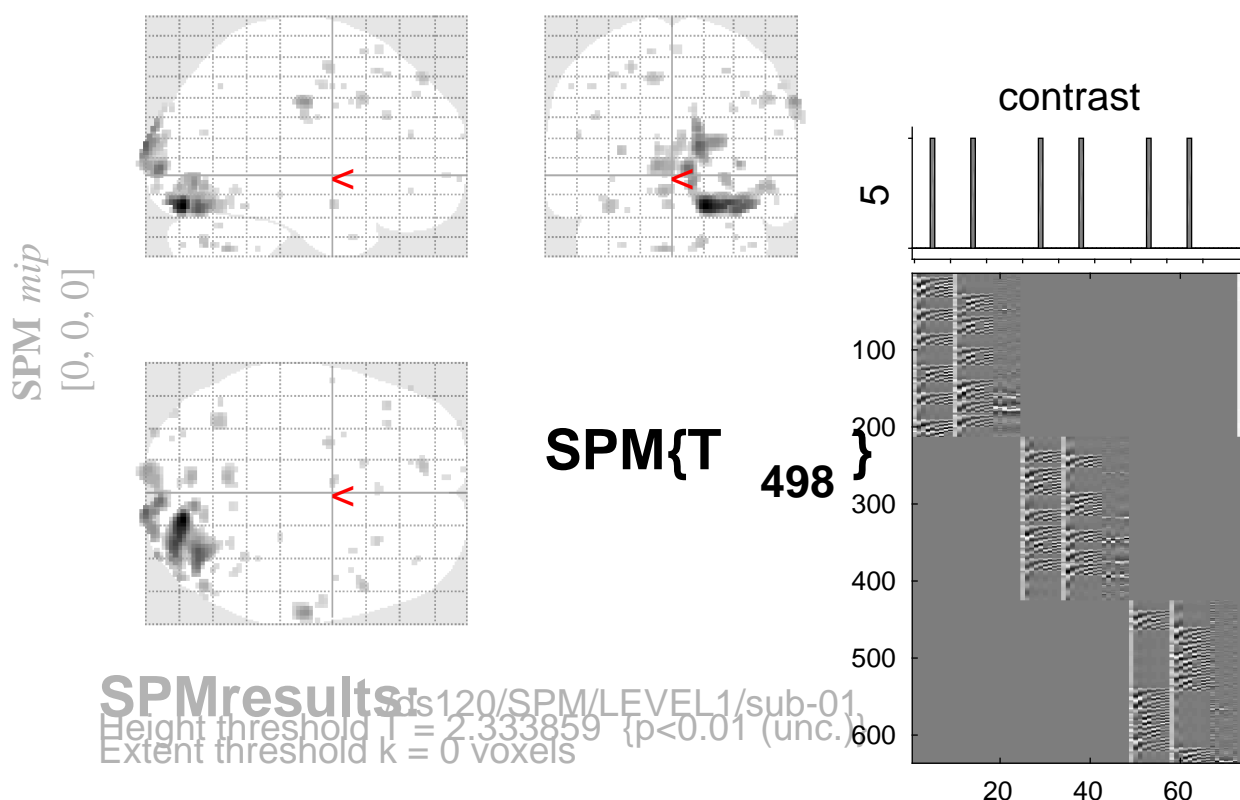 contrast
5
SPM mip
[0, 0, 0]
<
<
<
SPM{T 498 }
100
200
300
400
500
600
20 40 60
SPMresults: /ds120/SPM/LEVEL1/sub-01
Height threshold T = 2.333859 {p<0.01 (unc.)}
Extent threshold k = 0 voxels